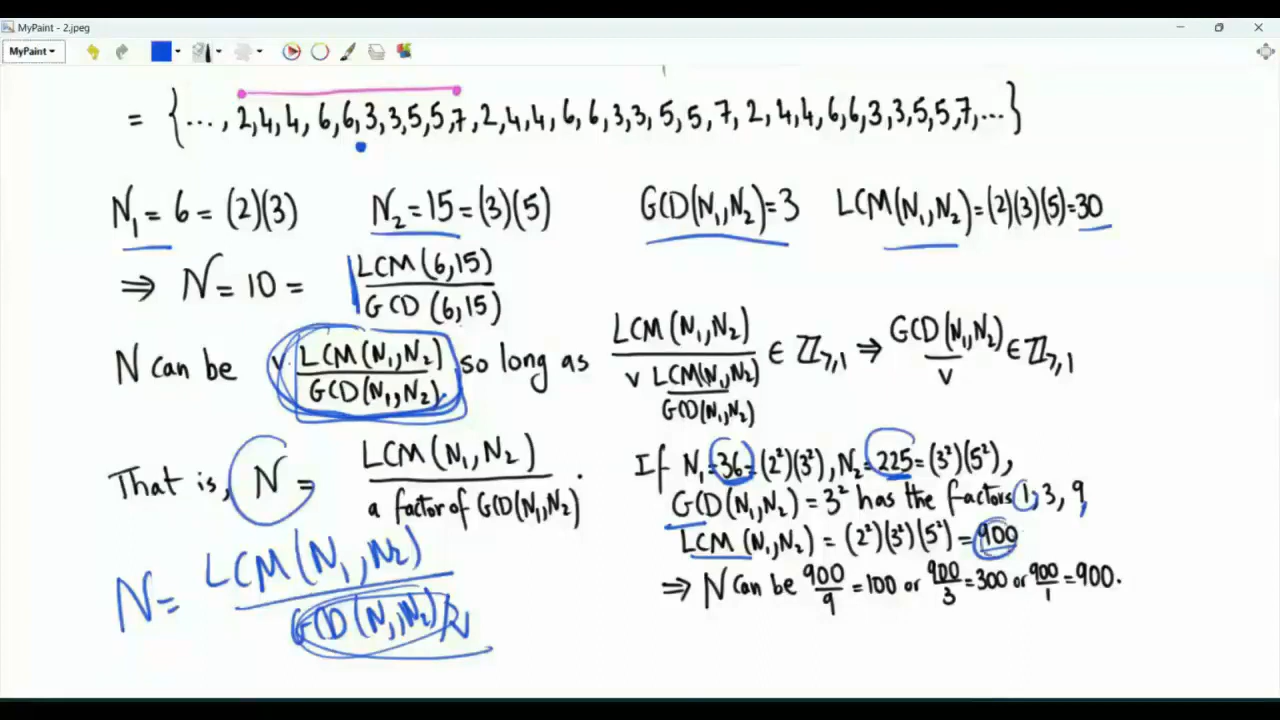 MyPaint - 2.jpeg
MyPaint
= {..., 2,4,4, 6,6,3,3,5,5,7,2,4,4,6,6,3,3,5,5,7,2,4,4,6,6,3,3,5,5,7,...}
N₁ = 6 = (2)(3) N₂ = 15 = (3)(5) GCD(N₁,N₂) = 3 LCM(N₁,N₂) = (2)(3)(5) = 30
⇒ N = 10 = LCM(6,15) / GCD(6,15)
N can be v LCM(N₁,N₂) / GCD(N₁,N₂) so long as LCM(N₁,N₂) / (v LCM(N₁,N₂) / GCD(N₁,N₂)) ∈ ℤ≥1 ⇒ GCD(N₁,N₂) / v ∈ ℤ≥1
That is, N = LCM(N₁,N₂) / a factor of GCD(N₁,N₂).
N = LCM(N₁,N₂) / GCD(N₁,N₂)/v
If N₁=36=(2²)(3²), N₂=225=(3²)(5²),
GCD(N₁,N₂) = 3² has the factors 1, 3, 9,
LCM(N₁,N₂) = (2²)(3²)(5²) = 900
⇒ N can be 900/9 = 100 or 900/3 = 300 or 900/1 = 900.